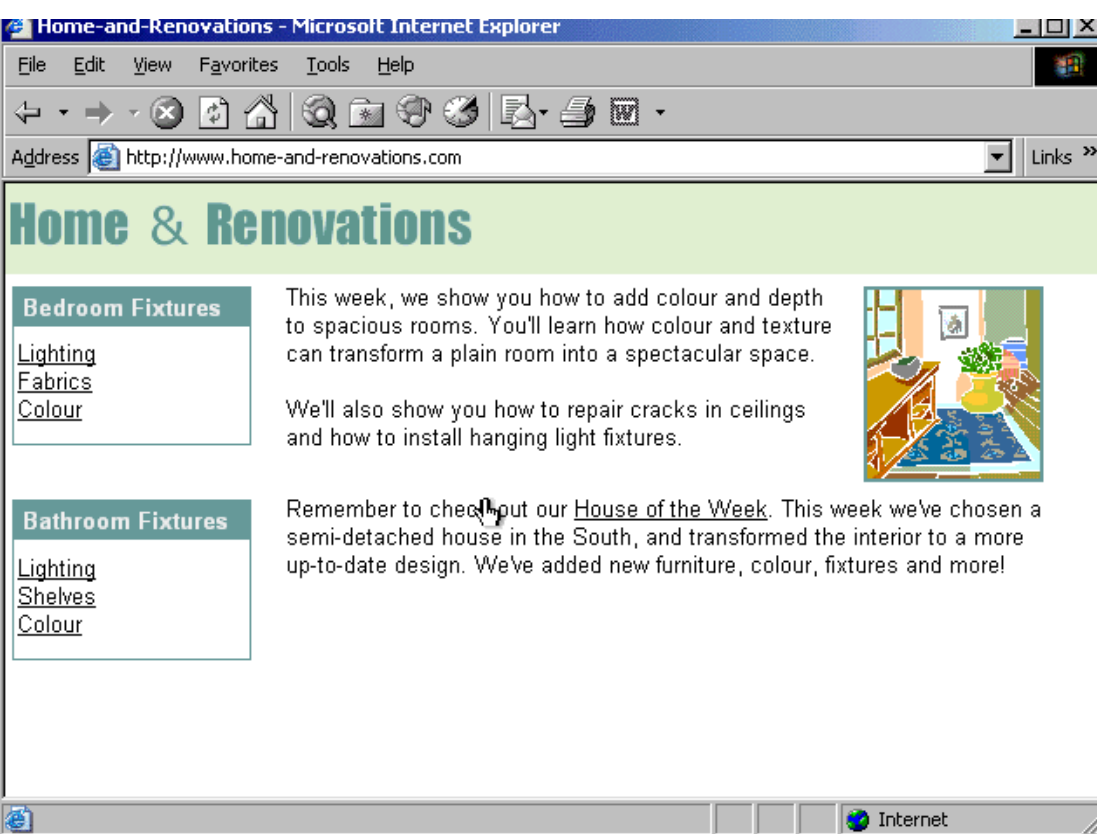 Home-and-Renovations - Microsoft Internet Explorer
File Edit View Favorites Tools Help
Address http://www.home-and-renovations.com Links »
Home & Renovations
Bedroom Fixtures
Lighting
Fabrics
Colour
This week, we show you how to add colour and depth
to spacious rooms. You'll learn how colour and texture
can transform a plain room into a spectacular space.
We'll also show you how to repair cracks in ceilings
and how to install hanging light fixtures.
Bathroom Fixtures
Lighting
Shelves
Colour
Remember to check out our House of the Week. This week we've chosen a
semi-detached house in the South, and transformed the interior to a more
up-to-date design. We've added new furniture, colour, fixtures and more!
Internet